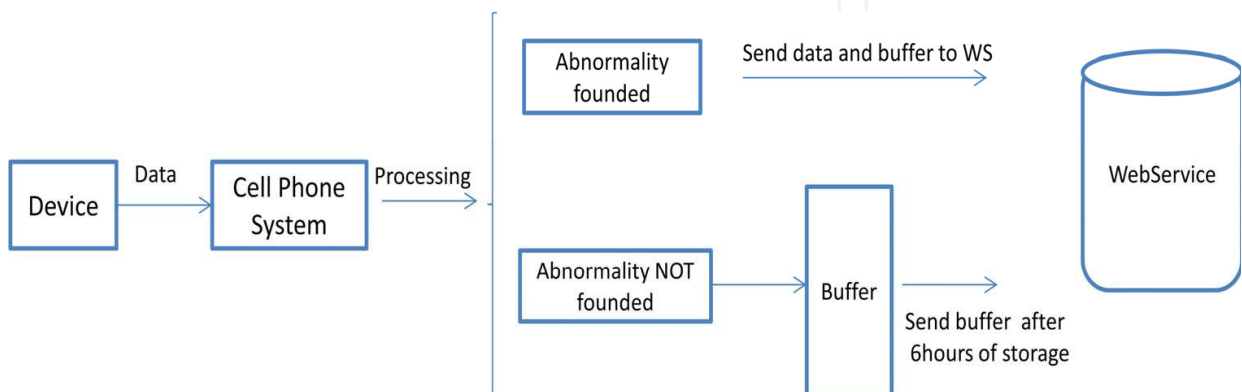 Device
Data
Cell Phone
System
Processing
Abnormality
founded
Send data and buffer to WS
Abnormality NOT
founded
Buffer
Send buffer after
6hours of storage
WebService